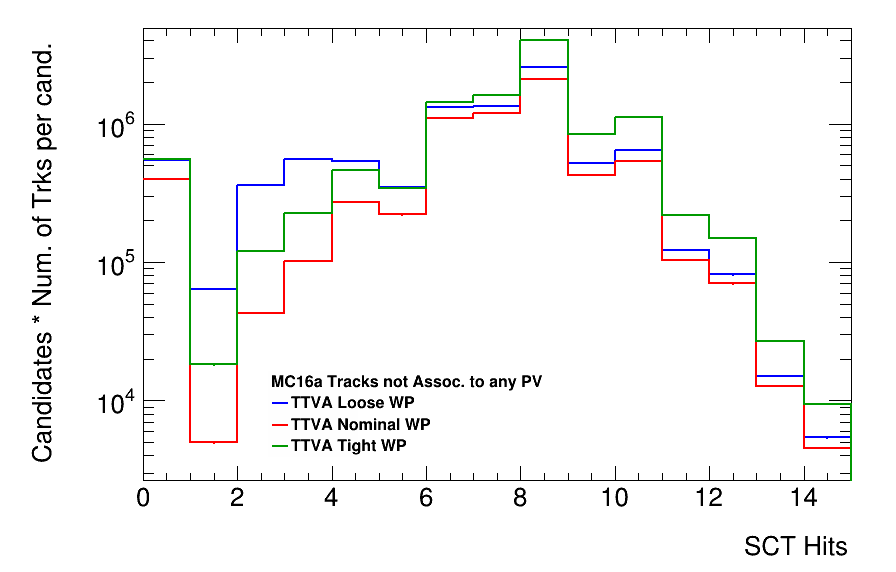 Candidates * Num. of Trks per cand.
10^6
10^5
10^4
MC16a Tracks not Assoc. to any PV
TTVA Loose WP
TTVA Nominal WP
TTVA Tight WP
0 2 4 6 8 10 12 14
SCT Hits